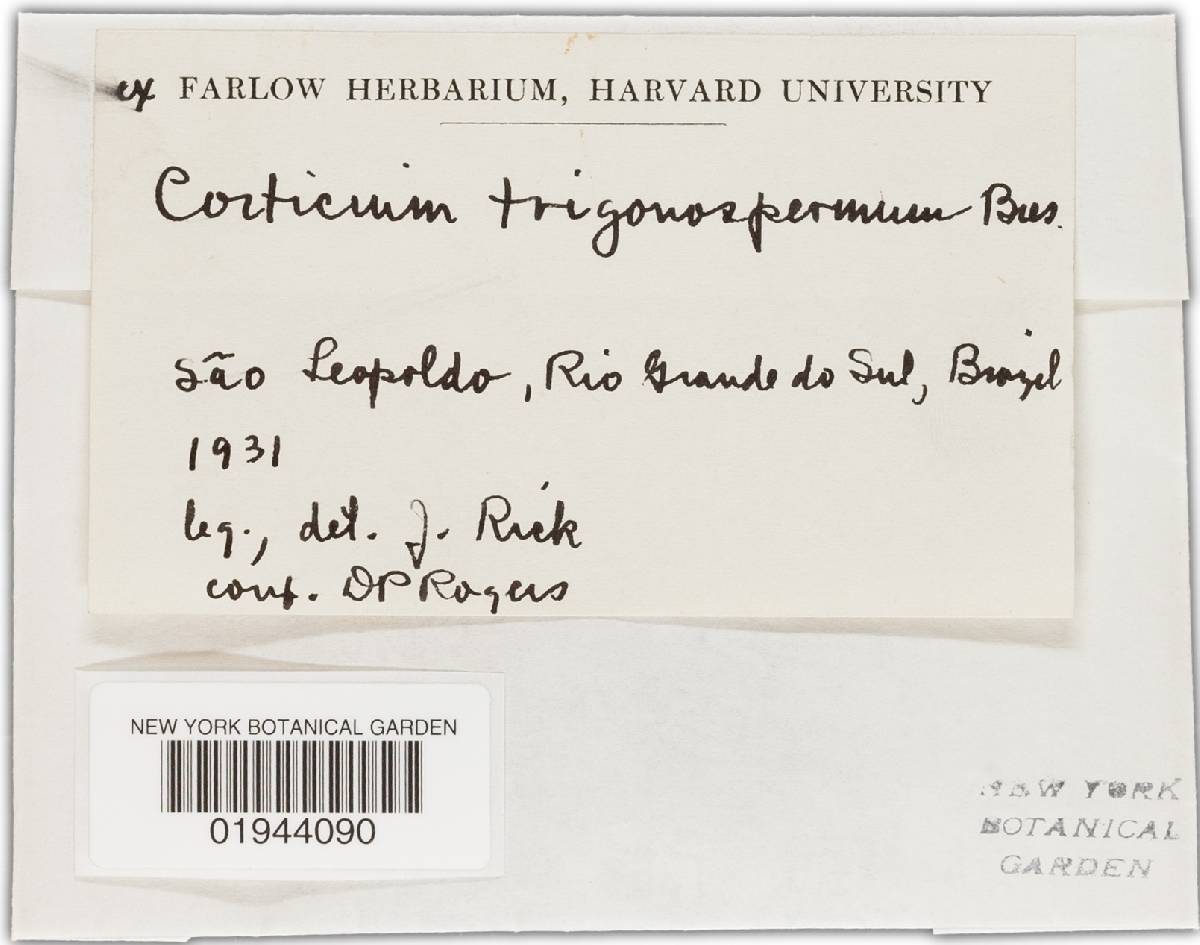 ex FARLOW HERBARIUM, HARVARD UNIVERSITY
Corticium trigonospermum Bres.
São Leopoldo, Rio Grande do Sul, Brazil
1931
leg., det. J. Rick
conf. DP Rogers
NEW YORK BOTANICAL GARDEN
01944090
NEW YORK
BOTANICAL
GARDEN